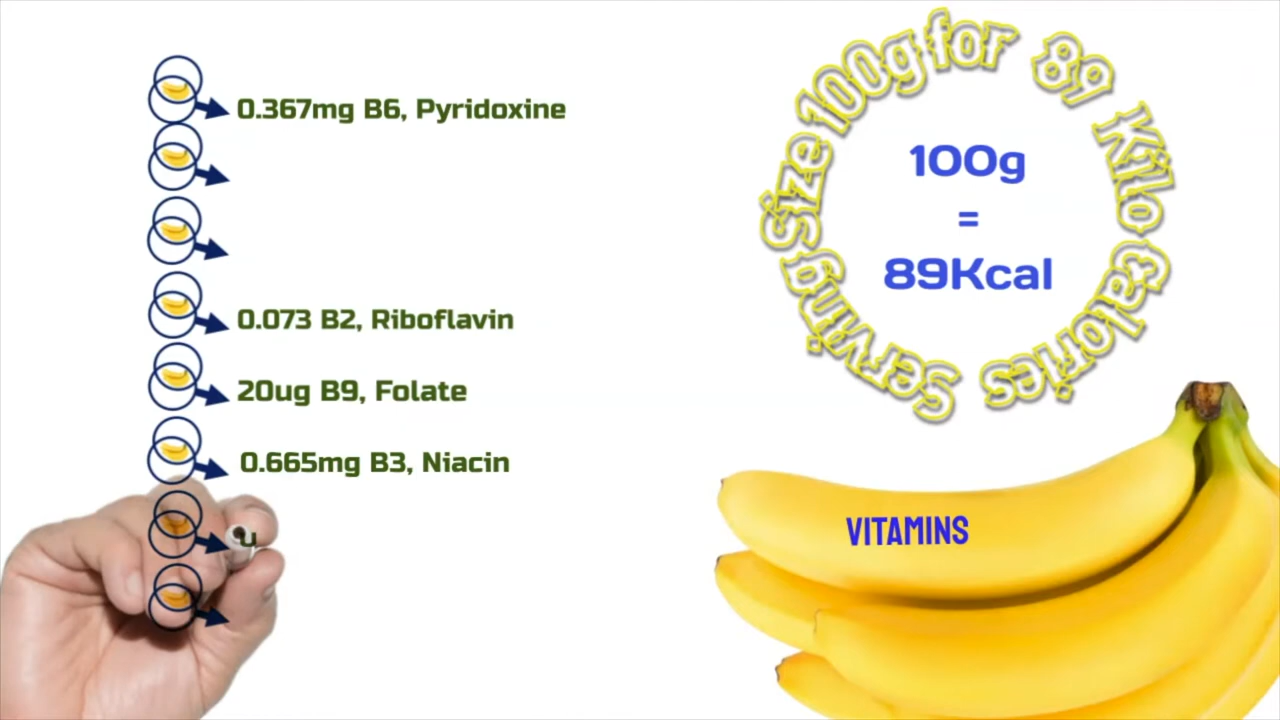 0.367mg B6, Pyridoxine
0.073 B2, Riboflavin
20ug B9, Folate
0.665mg B3, Niacin
Serving Size 100g for 89 Kilo Calories
100g
=
89Kcal
VITAMINS